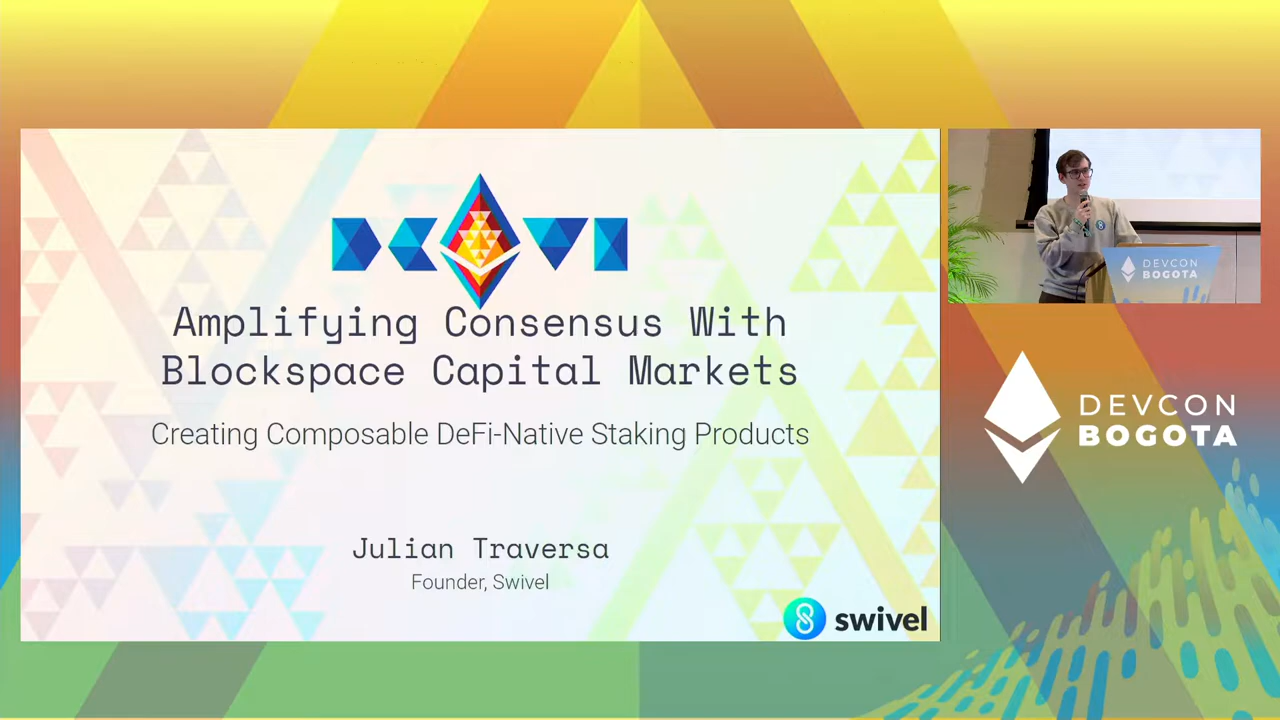 Amplifying Consensus With
Blockspace Capital Markets
Creating Composable DeFi-Native Staking Products
Julian Traversa
Founder, Swivel
swivel
DEVCON
BOGOTA
DEVCON
BOGOTA